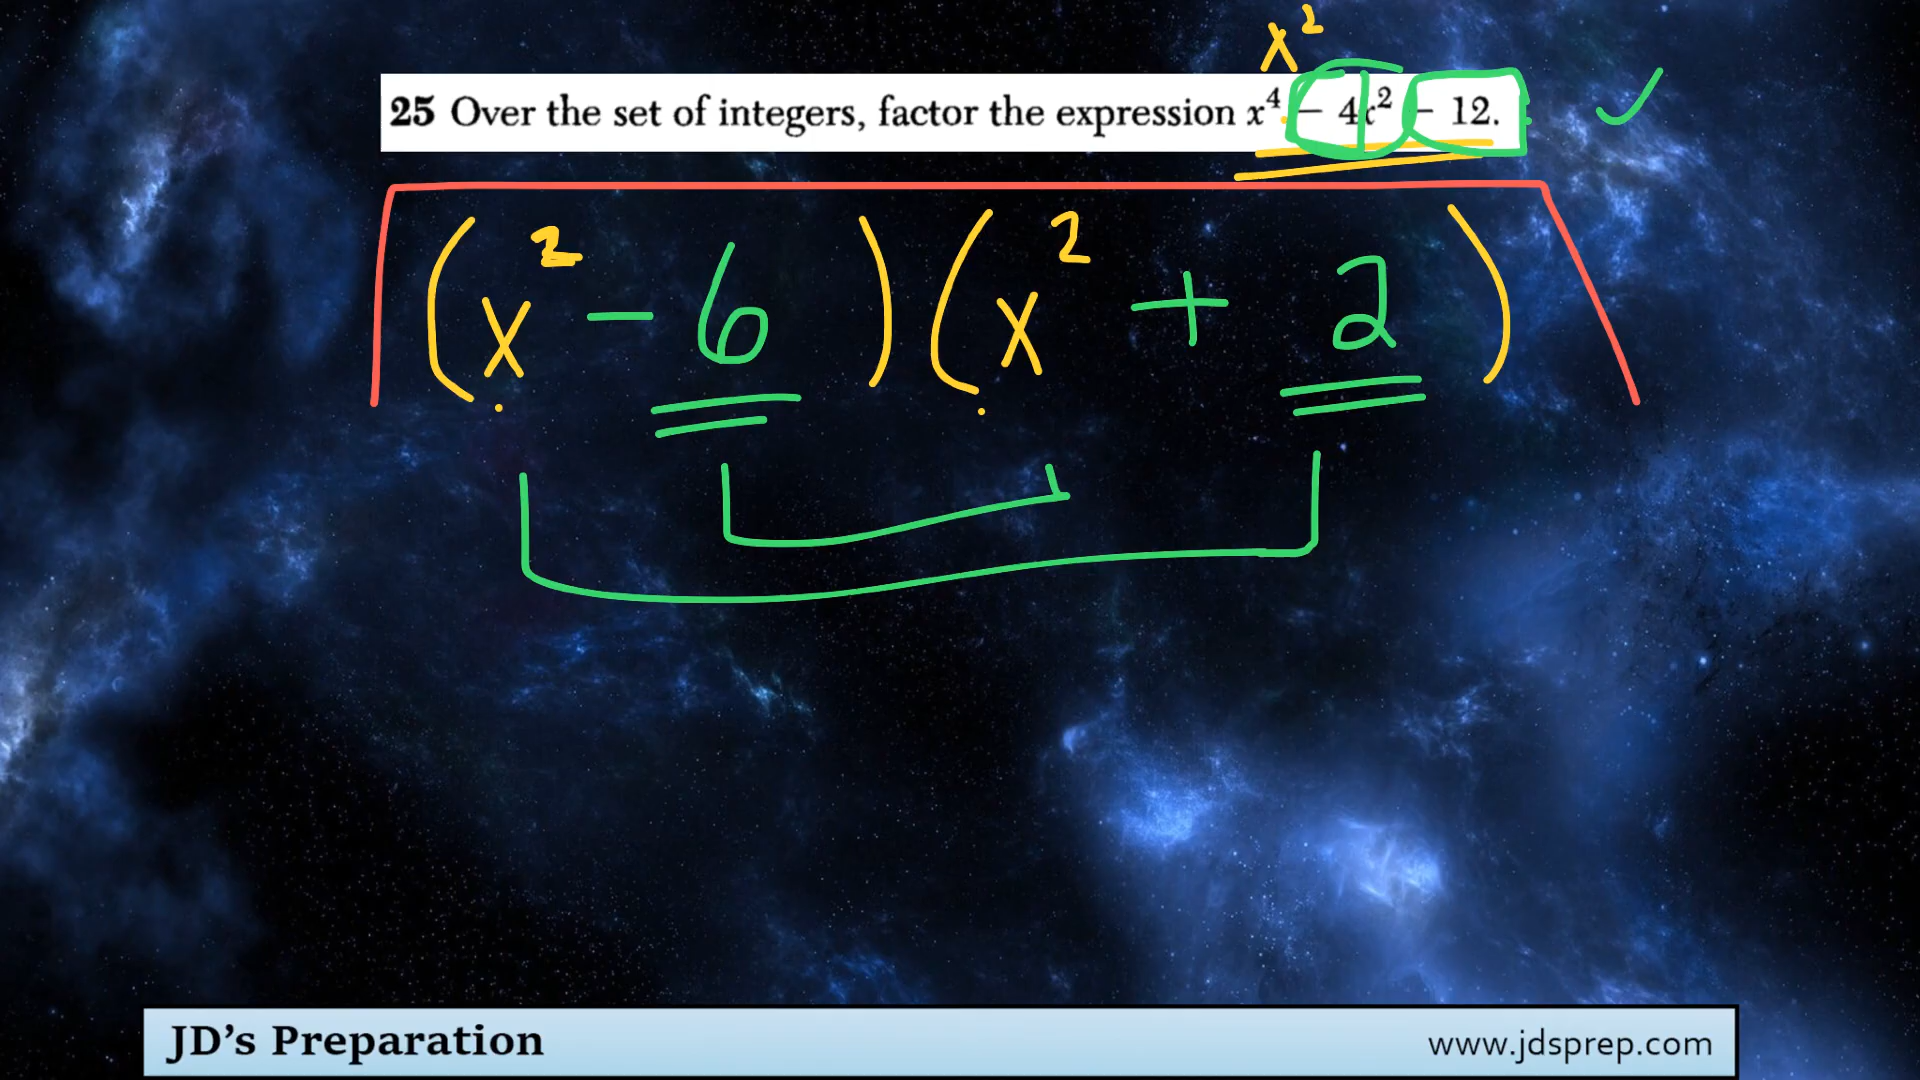 x²
25 Over the set of integers, factor the expression x⁴ − 4x² − 12.
(x² − 6)(x² + 2)
JD's Preparation
www.jdsprep.com